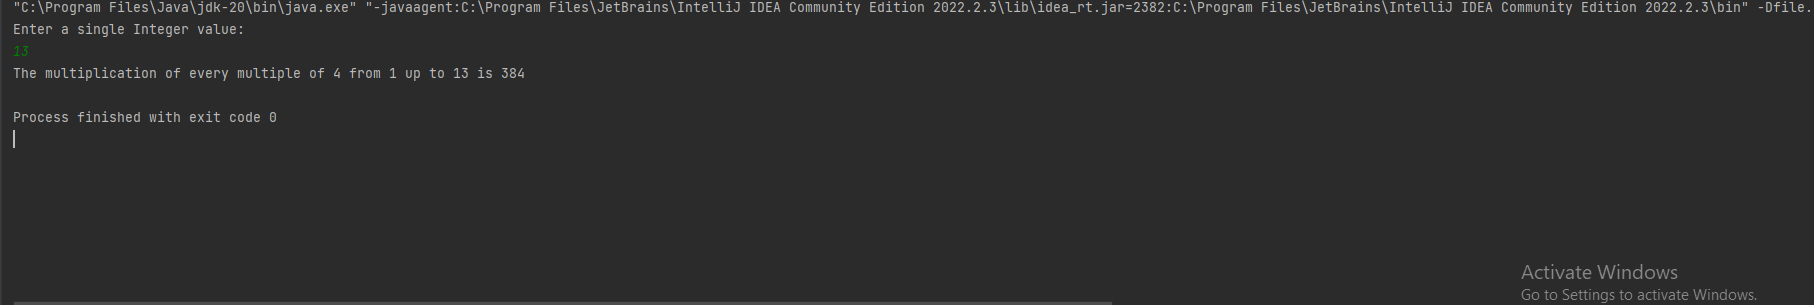 "C:\Program Files\Java\jdk-20\bin\java.exe" "-javaagent:C:\Program Files\JetBrains\IntelliJ IDEA Community Edition 2022.2.3\lib\idea_rt.jar=2382:C:\Program Files\JetBrains\IntelliJ IDEA Community Edition 2022.2.3\bin" -Dfile.
Enter a single Integer value:
13
The multiplication of every multiple of 4 from 1 up to 13 is 384
Process finished with exit code 0
Activate Windows
Go to Settings to activate Windows.